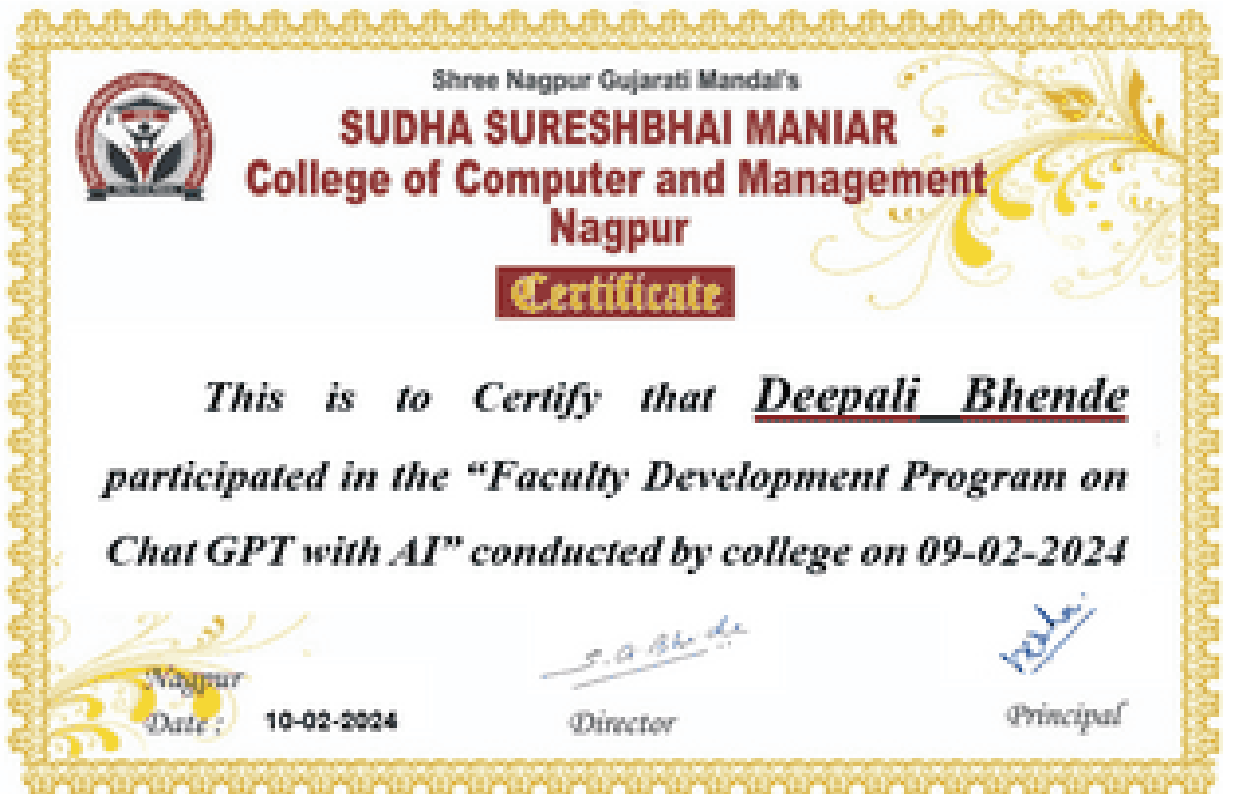 Shree Nagpur Gujarati Mandal's
SUDHA SURESHBHAI MANIAR
College of Computer and Management
Nagpur
Certificate
This is to Certify that Deepali Bhende
participated in the “Faculty Development Program on
Chat GPT with AI” conducted by college on 09-02-2024
Nagpur
Date : 10-02-2024
Director
Principal